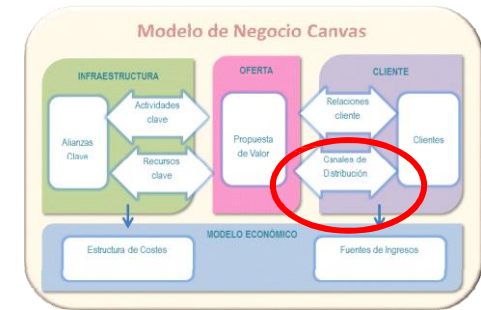 Modelo de Negocio Canvas
INFRAESTRUCTURA
OFERTA
CLIENTE
Actividades
clave
Relaciones
cliente
Alianzas
Clave
Propuesta
de Valor
Clientes
Recursos
clave
Canales de
Distribución
MODELO ECONÓMICO
Estructura de Costos
Fuentes de Ingresos